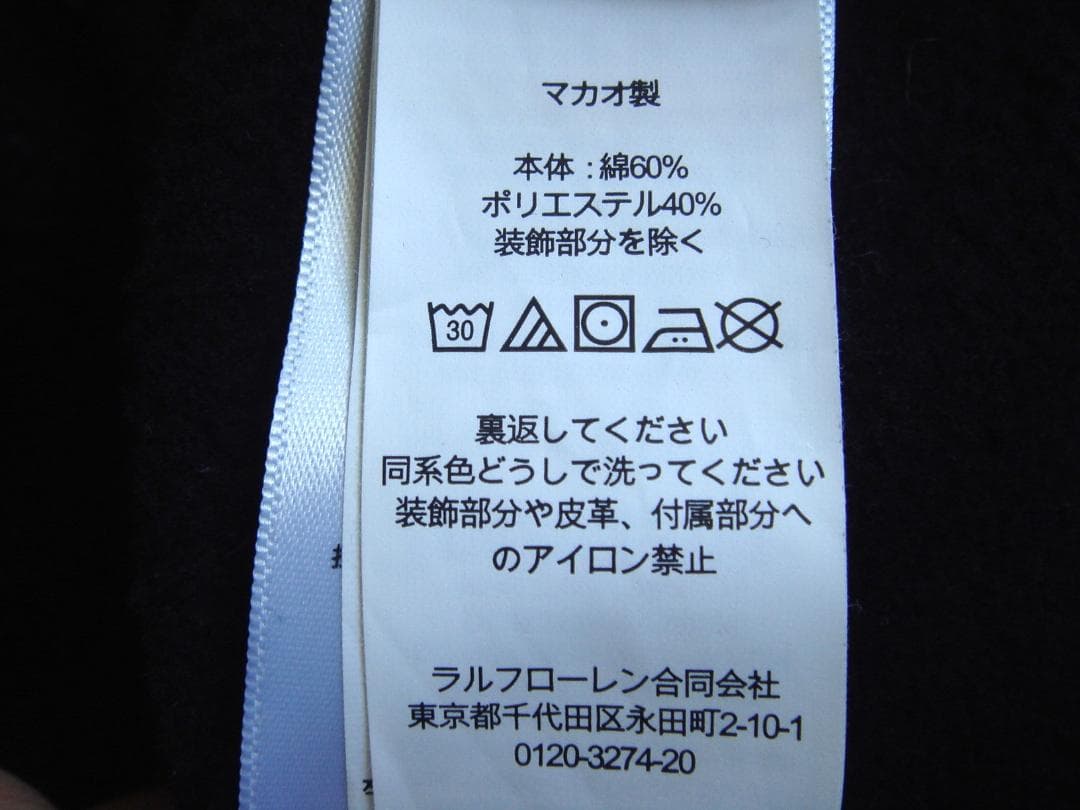 マカオ製
本体 : 綿60%
ポリエステル40%
装飾部分を除く
30
裏返してください
同系色どうしで洗ってください
装飾部分や皮革、付属部分へ
のアイロン禁止
ラルフローレン合同会社
東京都千代田区永田町2-10-1
0120-3274-20